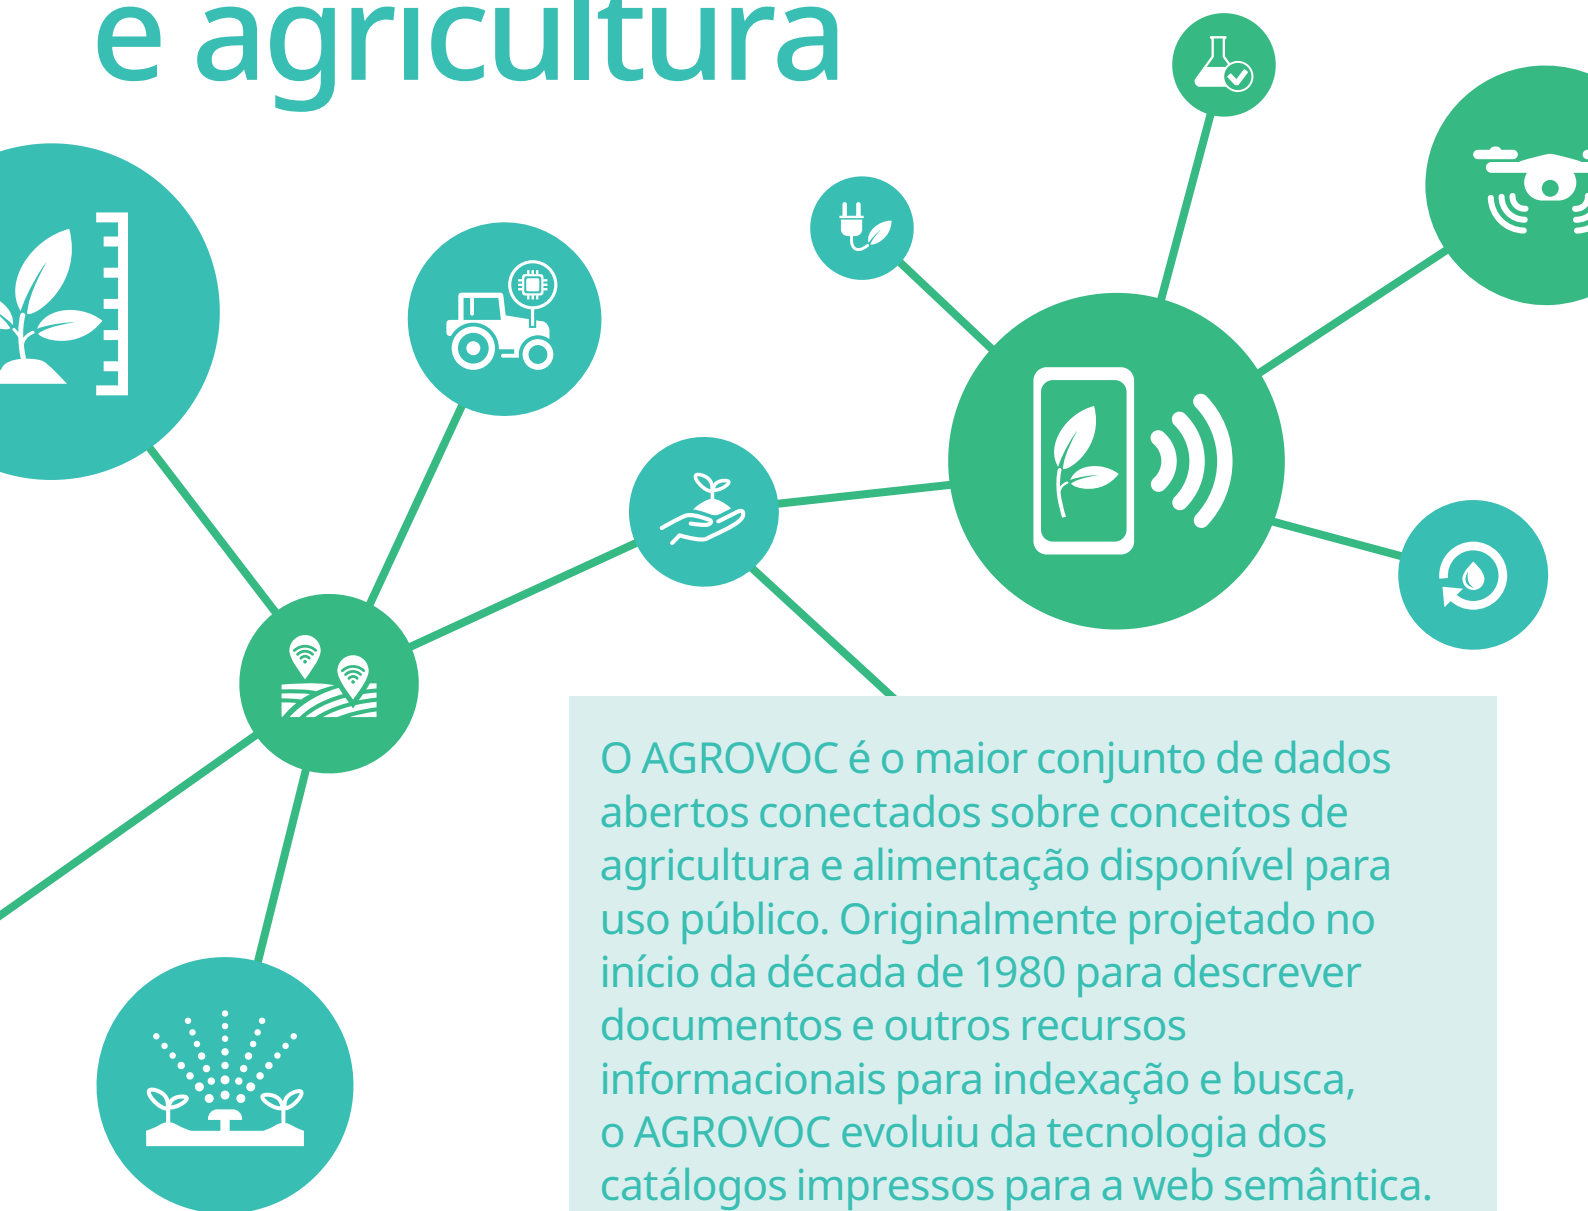 e agricultura
O AGROVOC é o maior conjunto de dados
abertos conectados sobre conceitos de
agricultura e alimentação disponível para
uso público. Originalmente projetado no
início da década de 1980 para descrever
documentos e outros recursos
informacionais para indexação e busca,
o AGROVOC evoluiu da tecnologia dos
catálogos impressos para a web semântica.